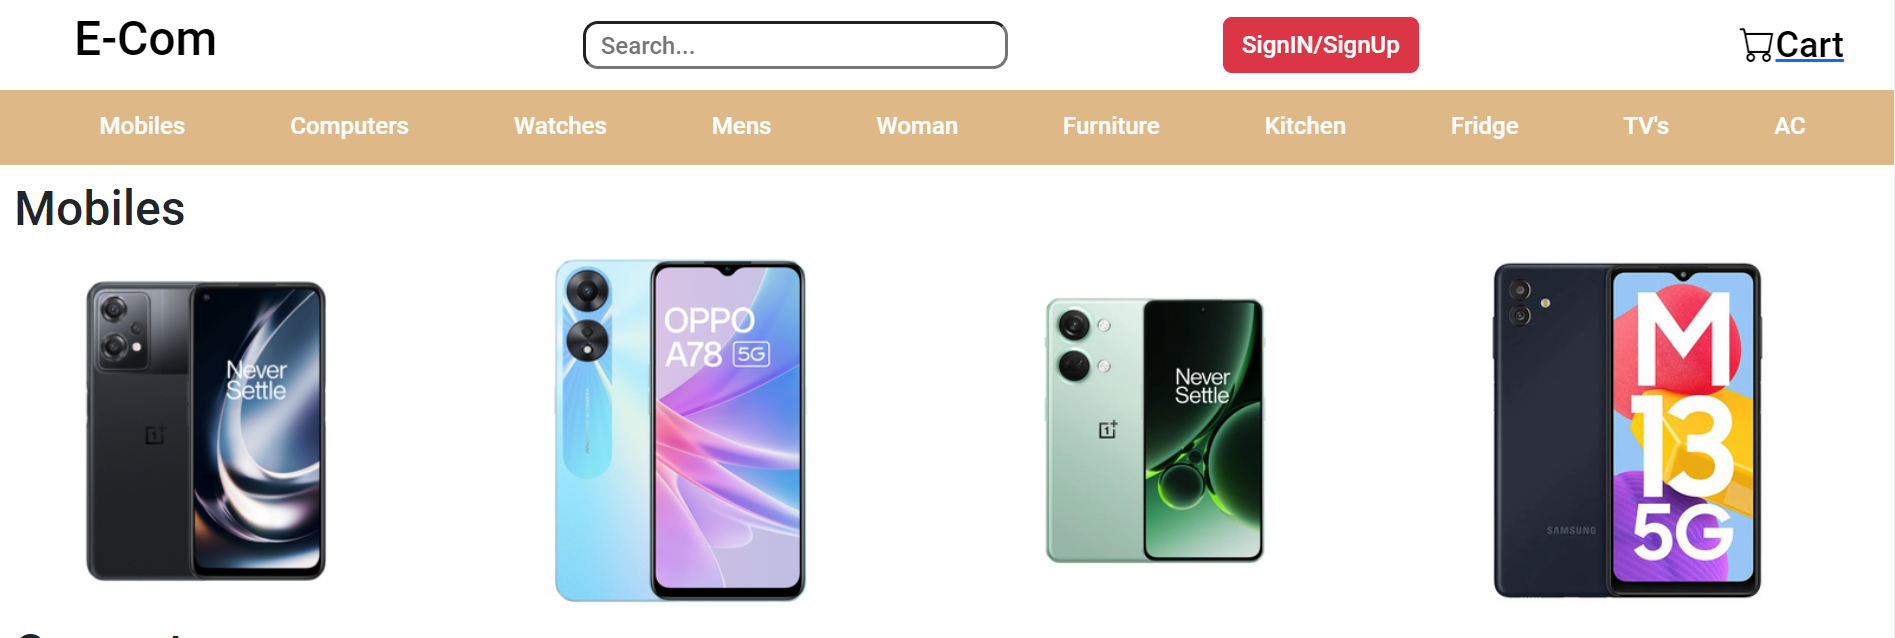 E-Com
Search...
SignIN/SignUp
Cart
Mobiles
Computers
Watches
Mens
Woman
Furniture
Kitchen
Fridge
TV's
AC
Mobiles
Never
Settle
OPPO
A78 5G
Never
Settle
SAMSUNG
M
13
5G